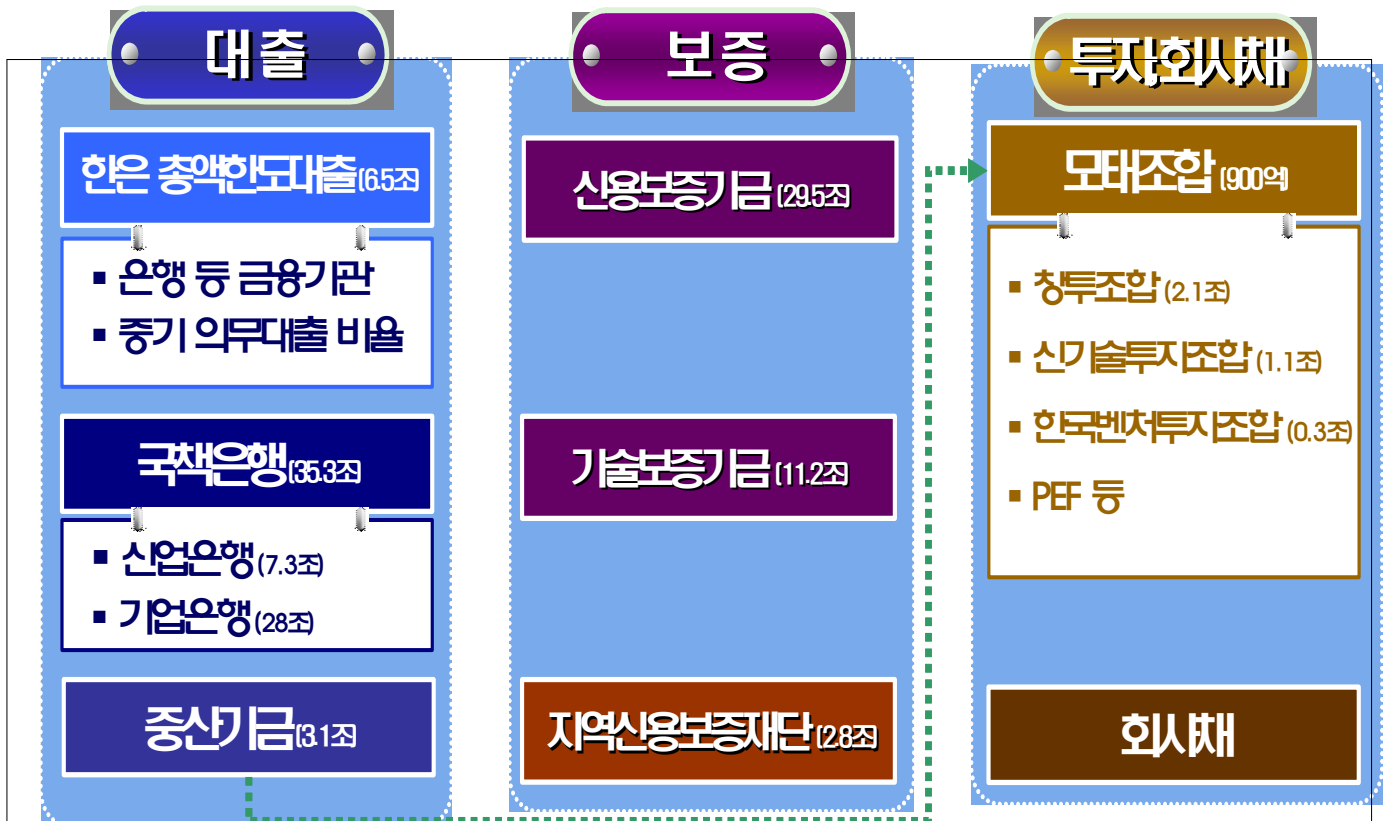 대출
한은 총액한도대출(6.5조)
▪ 은행 등 금융기관
▪ 중기 의무대출 비율
국책은행(35.3조)
▪ 산업은행(7.3조)
▪ 기업은행(28조)
중산기금(3.1조)
보증
신용보증기금(29.5조)
기술보증기금(11.2조)
지역신용보증재단(2.8조)
투자,회사채
모태조합(900억)
▪ 창투조합(2.1조)
▪ 신기술투자조합(1.1조)
▪ 한국벤처투자조합(0.3조)
▪ PEF 등
회사채